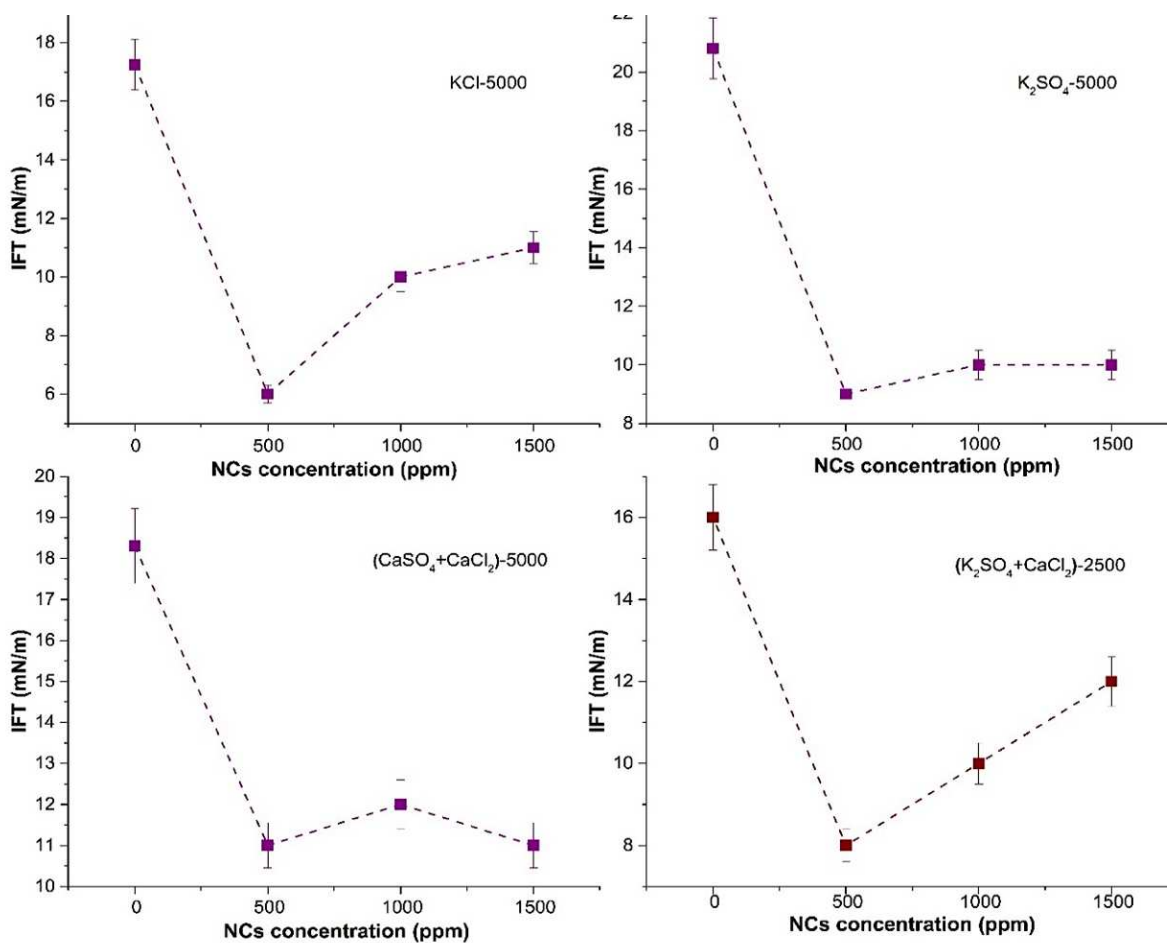 18
16
14
12
10
8
6
IFT (mN/m)
KCl-5000
0 500 1000 1500
NCs concentration (ppm)
22
20
18
16
14
12
10
8
IFT (mN/m)
K₂SO₄-5000
0 500 1000 1500
NCs concentration (ppm)
20
19
18
17
16
15
14
13
12
11
10
IFT (mN/m)
(CaSO₄+CaCl₂)-5000
0 500 1000 1500
NCs concentration (ppm)
16
14
12
10
8
IFT (mN/m)
(K₂SO₄+CaCl₂)-2500
0 500 1000 1500
NCs concentration (ppm)